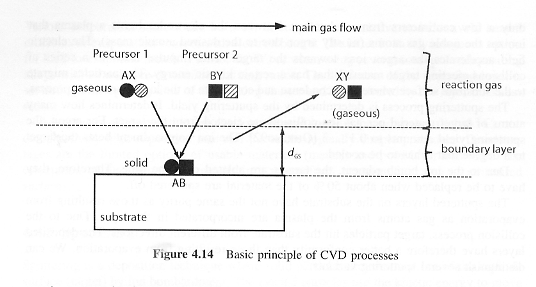 main gas flow
Precursor 1 Precursor 2
AX BY XY
gaseous
reaction gas
(gaseous)
boundary layer
solid
d_GS
AB
substrate
Figure 4.14 Basic principle of CVD processes